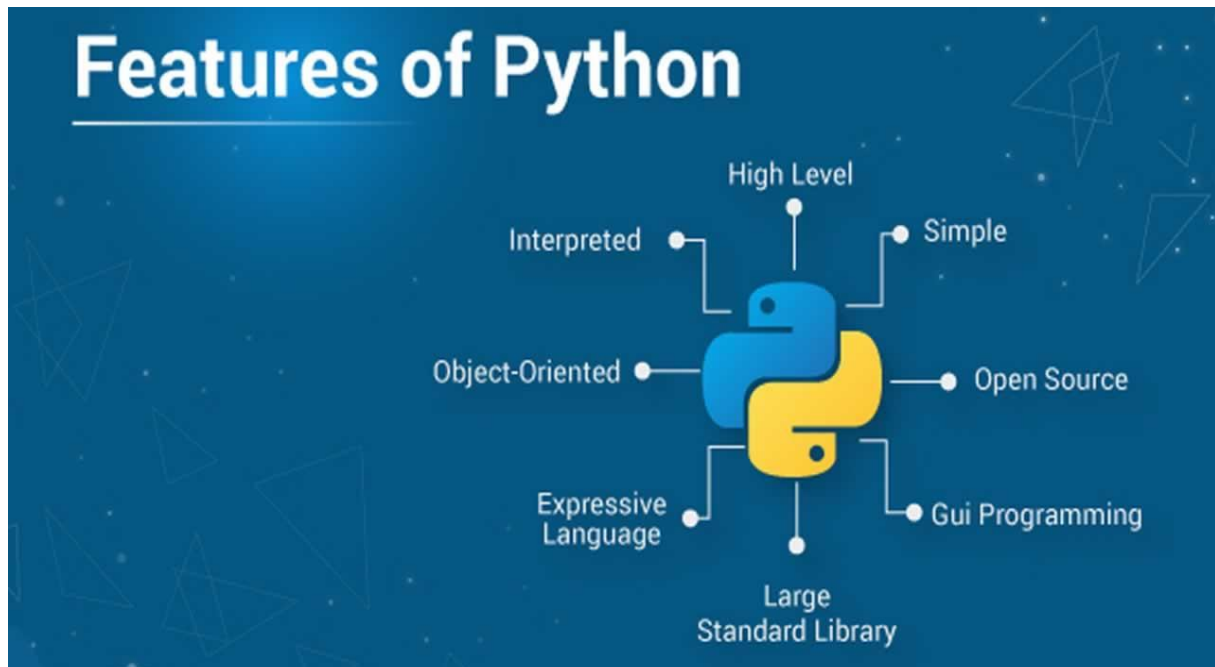 Features of Python
High Level
Interpreted
Simple
Object-Oriented
Open Source
Expressive
Language
Gui Programming
Large
Standard Library